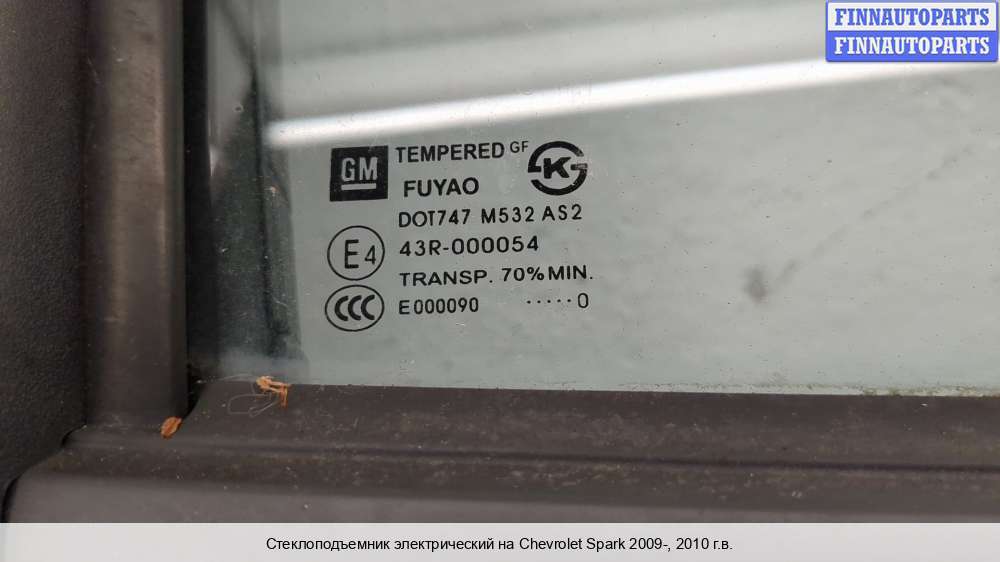 FINNAUTOPARTS
FINNAUTOPARTS
GM TEMPERED GF K
FUYAO
DOT747 M532 AS2
E4 43R-000054
TRANSP. 70% MIN.
CCC E000090 ·····0
Стеклоподъемник электрический на Chevrolet Spark 2009-, 2010 г.в.